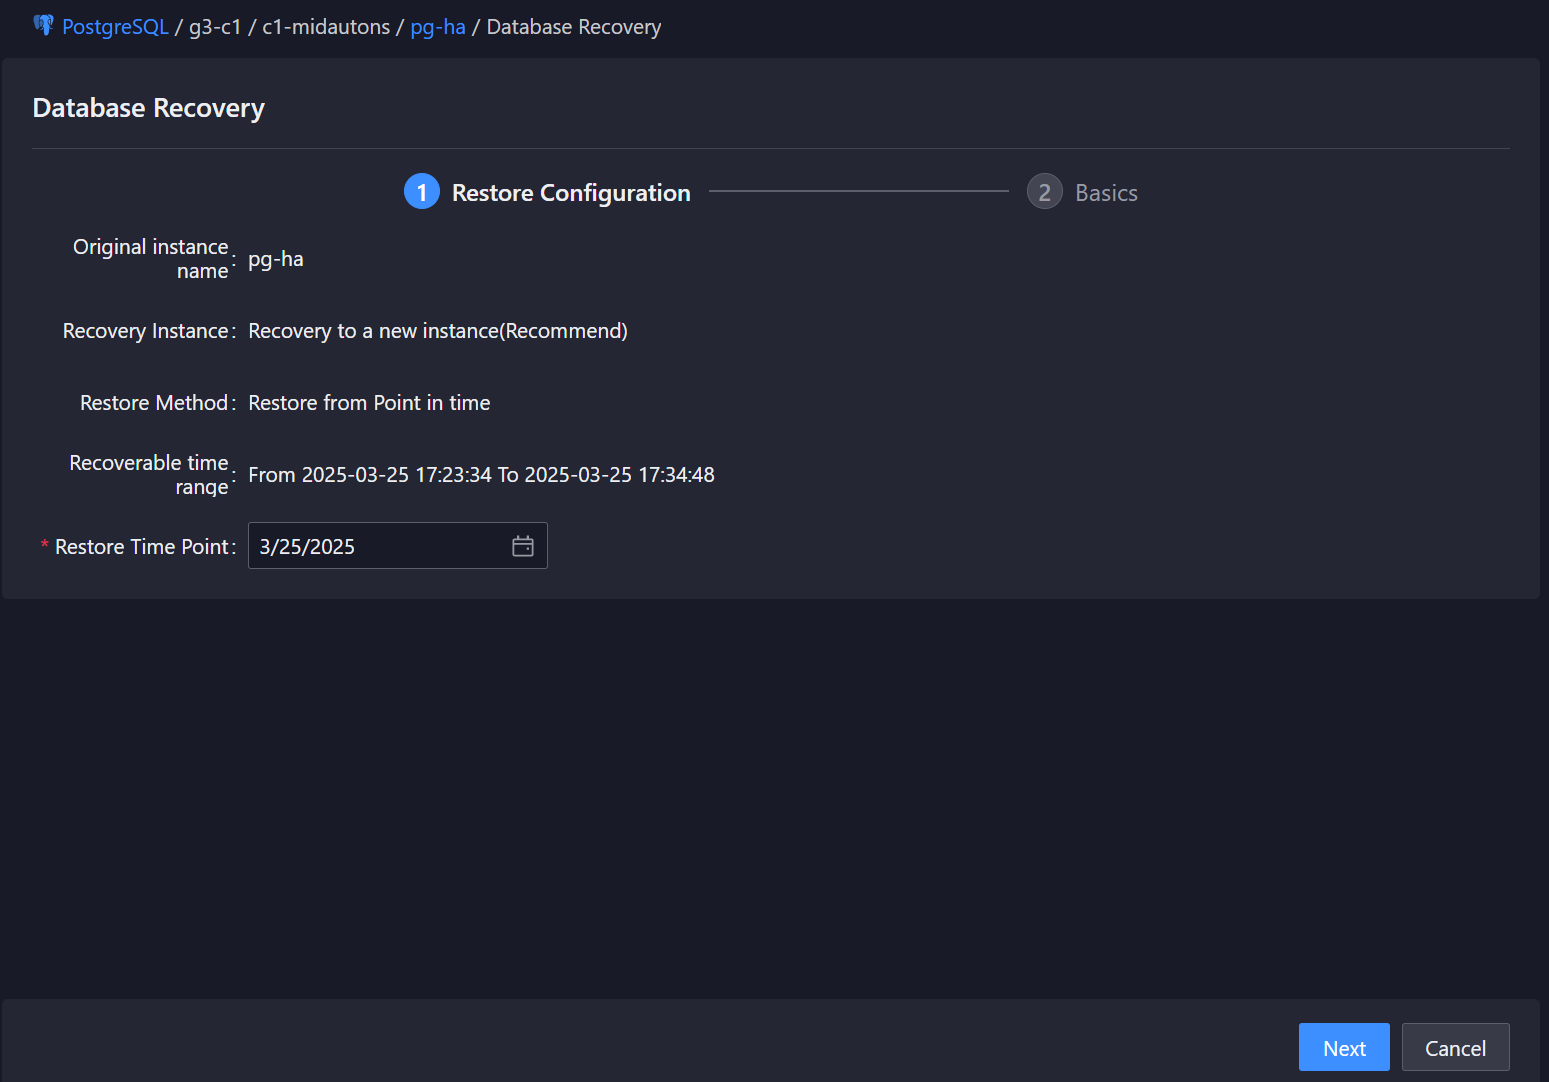 PostgreSQL / g3-c1 / c1-midautons / pg-ha / Database Recovery
Database Recovery
1 Restore Configuration
2 Basics
Original instance name: pg-ha
Recovery Instance: Recovery to a new instance(Recommend)
Restore Method: Restore from Point in time
Recoverable time range: From 2025-03-25 17:23:34 To 2025-03-25 17:34:48
* Restore Time Point: 3/25/2025
Next
Cancel